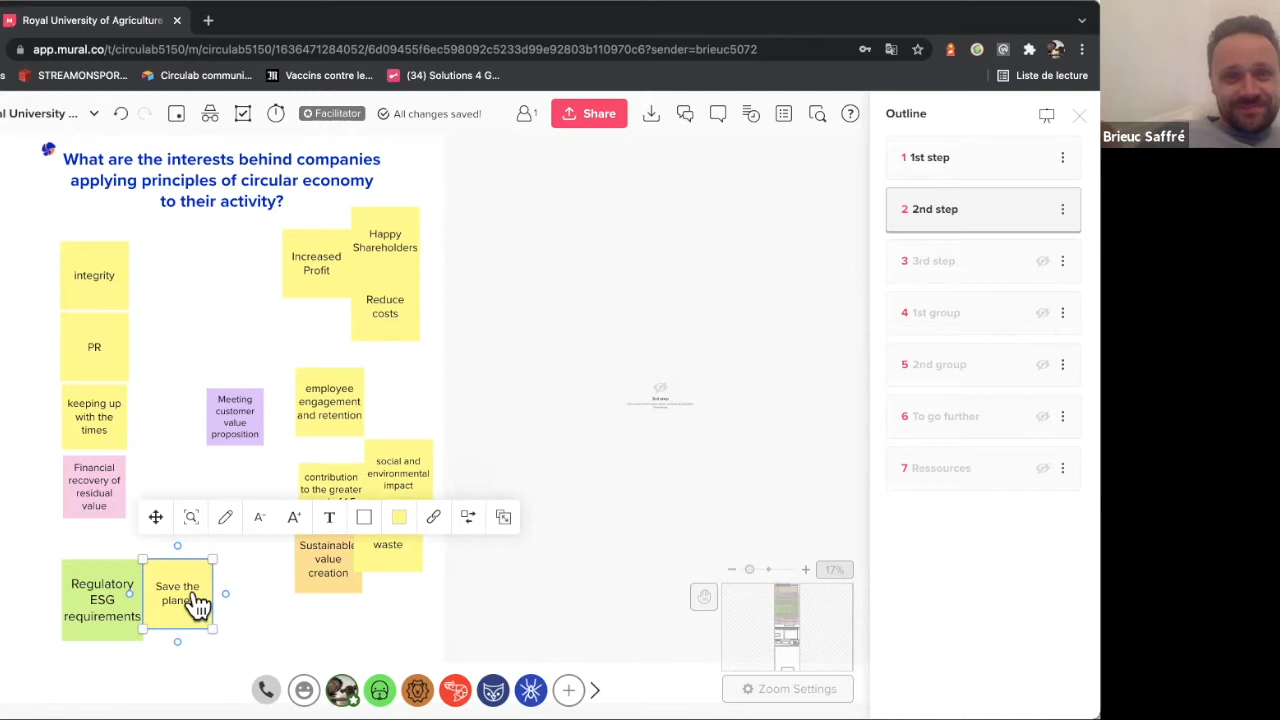 Royal University of Agriculture
app.mural.co/t/circulab5150/m/circulab5150/1636471284052/6d09455f6ec598092c5233d99e92803b110970c6?sender=brieuc5072
STREAMONSPOR...
Circulab communi...
Vaccins contre le...
(34) Solutions 4 G...
Liste de lecture
al University ...
Facilitator
All changes saved!
1
Share
Outline
Brieuc Saffré
What are the interests behind companies
applying principles of circular economy
to their activity?
integrity
PR
keeping up
with the
times
Financial
recovery of
residual
value
Regulatory
ESG
requirements
Save the
Meeting
customer
value
proposition
Increased
Profit
Happy
Shareholders
Reduce
costs
employee
engagement
and retention
contribution
to the greater
social and
environmental
impact
Sustainable
value
creation
waste
3rd step
1 1st step
2 2nd step
3 3rd step
4 1st group
5 2nd group
6 To go further
7 Ressources
17%
Zoom Settings